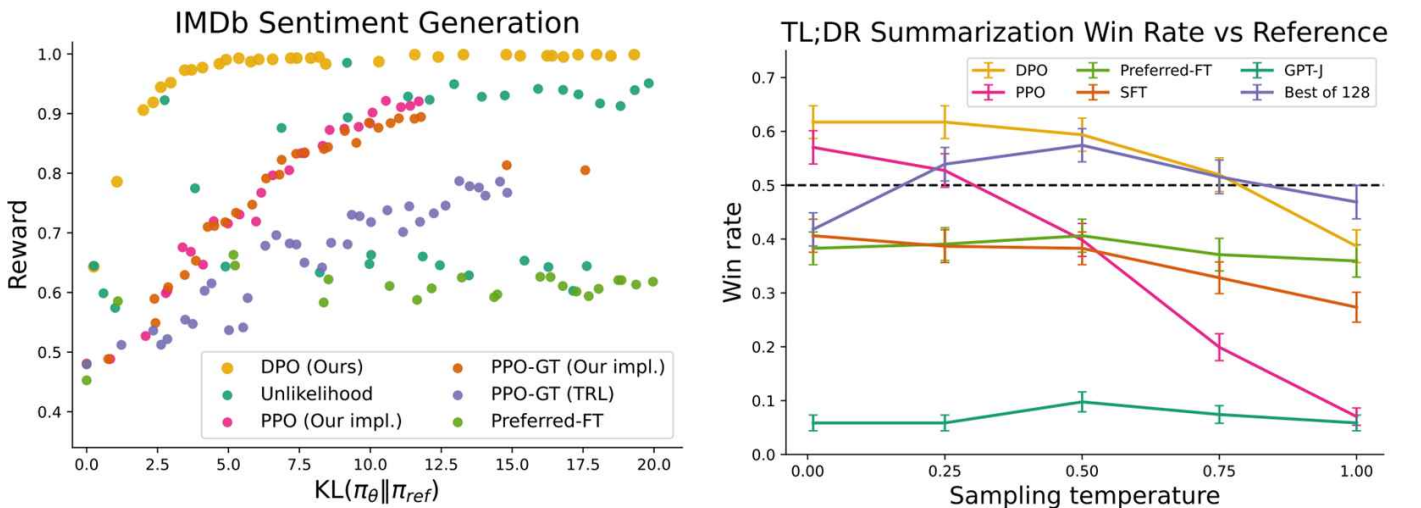 IMDb Sentiment Generation
1.0
0.9
0.8
0.7
0.6
0.5
0.4
Reward
DPO (Ours)
Unlikelihood
PPO (Our impl.)
PPO-GT (Our impl.)
PPO-GT (TRL)
Preferred-FT
0.0 2.5 5.0 7.5 10.0 12.5 15.0 17.5 20.0
KL(πθ‖πref)
TL;DR Summarization Win Rate vs Reference
0.7
0.6
0.5
0.4
0.3
0.2
0.1
0.0
Win rate
DPO
PPO
Preferred-FT
SFT
GPT-J
Best of 128
0.00 0.25 0.50 0.75 1.00
Sampling temperature